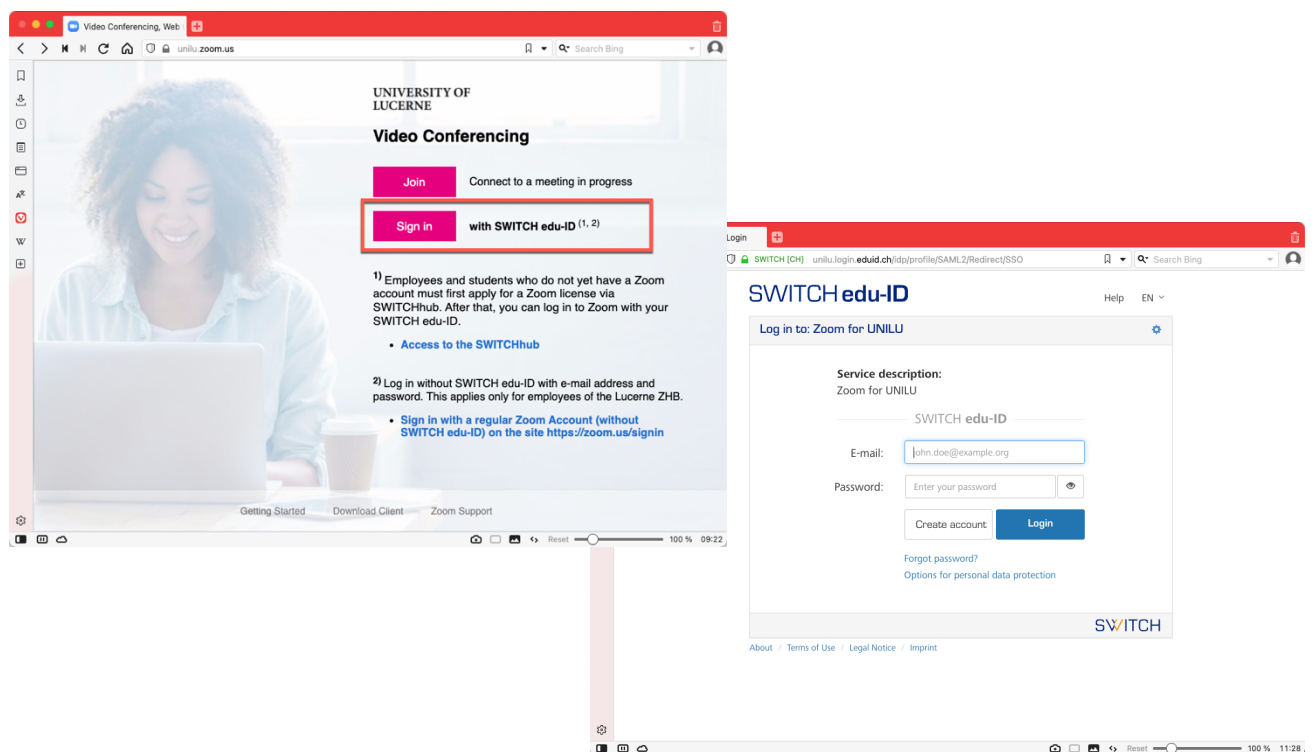 Video Conferencing, Web
unilu.zoom.us
Search Bing
UNIVERSITY OF
LUCERNE
Video Conferencing
Join Connect to a meeting in progress
Sign in with SWITCH edu-ID (1, 2)
1) Employees and students who do not yet have a Zoom
account must first apply for a Zoom license via
SWITCHhub. After that, you can log in to Zoom with your
SWITCH edu-ID.
• Access to the SWITCHhub
2) Log in without SWITCH edu-ID with e-mail address and
password. This applies only for employees of the Lucerne ZHB.
• Sign in with a regular Zoom Account (without
SWITCH edu-ID) on the site https://zoom.us/signin
Getting Started Download Client Zoom Support
Reset 100 % 09:22
Login
SWITCH [CH] unilu.login.eduid.ch/idp/profile/SAML2/Redirect/SSO
Search Bing
SWITCH edu-ID
Help EN
Log in to: Zoom for UNILU
Service description:
Zoom for UNILU
SWITCH edu-ID
E-mail: john.doe@example.org
Password: Enter your password
Create account Login
Forgot password?
Options for personal data protection
SWITCH
About / Terms of Use / Legal Notice / Imprint
Reset 100 % 11:28